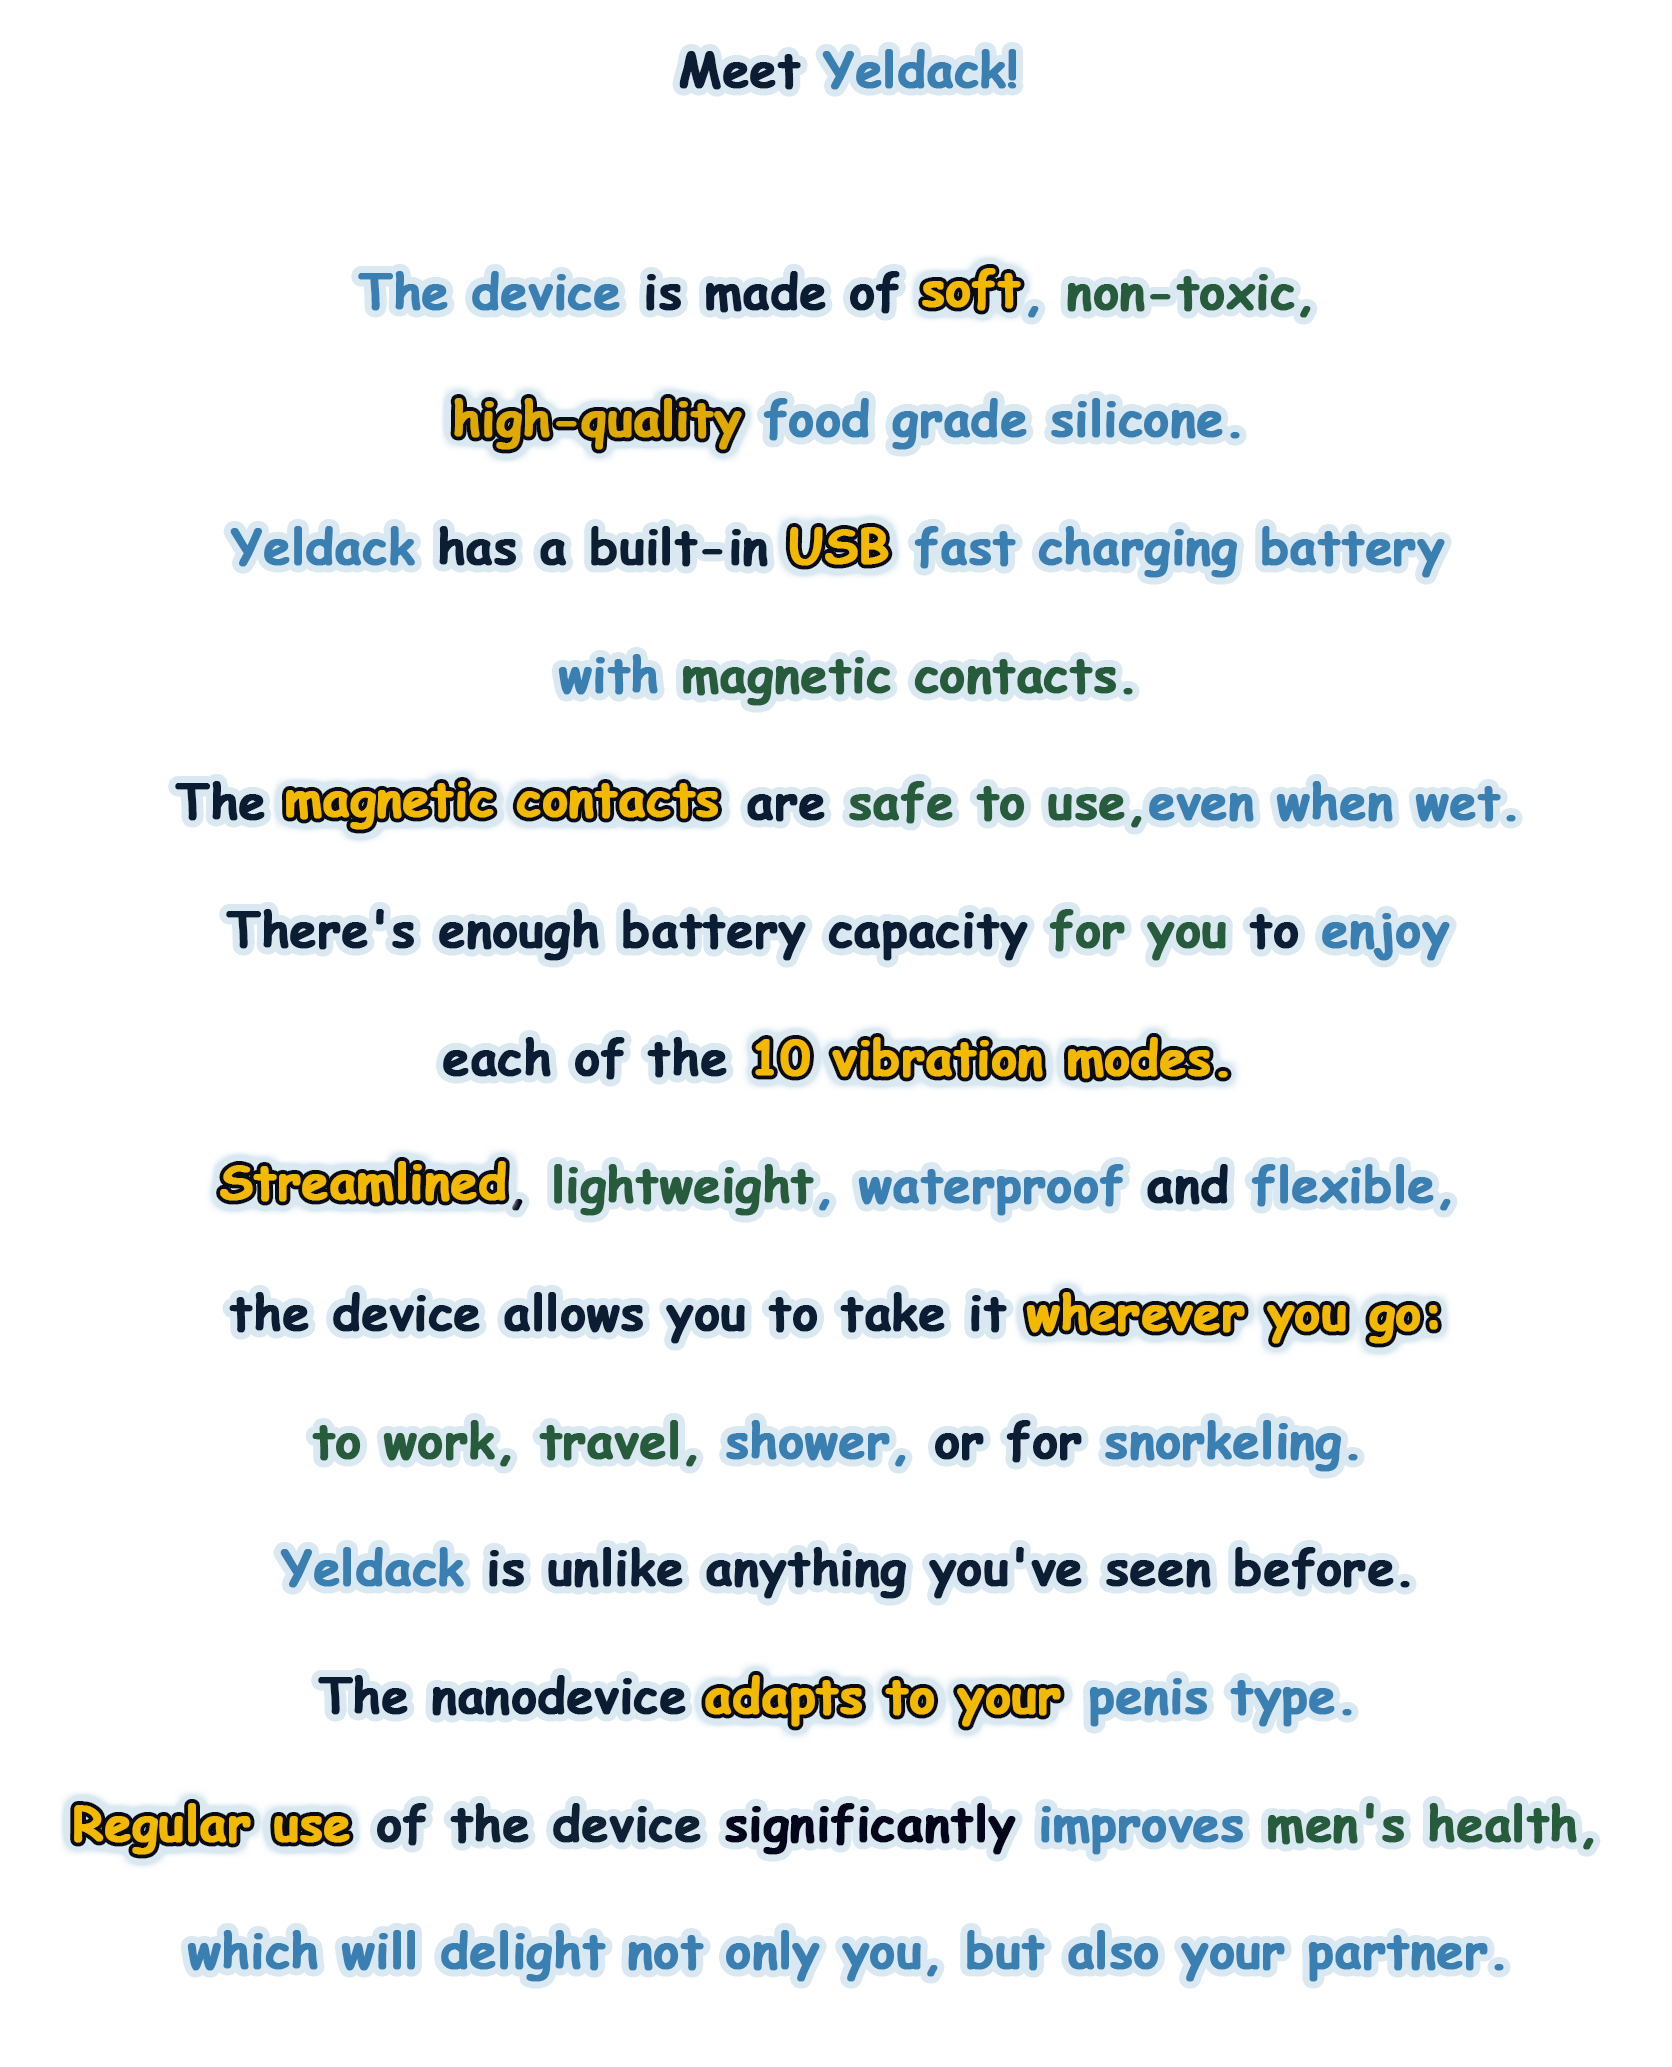 Meet Yeldack!
The device is made of soft, non-toxic,
high-quality food grade silicone.
Yeldack has a built-in USB fast charging battery
with magnetic contacts.
The magnetic contacts are safe to use,even when wet.
There's enough battery capacity for you to enjoy
each of the 10 vibration modes.
Streamlined, lightweight, waterproof and flexible,
the device allows you to take it wherever you go:
to work, travel, shower, or for snorkeling.
Yeldack is unlike anything you've seen before.
The nanodevice adapts to your penis type.
Regular use of the device significantly improves men's health,
which will delight not only you, but also your partner.